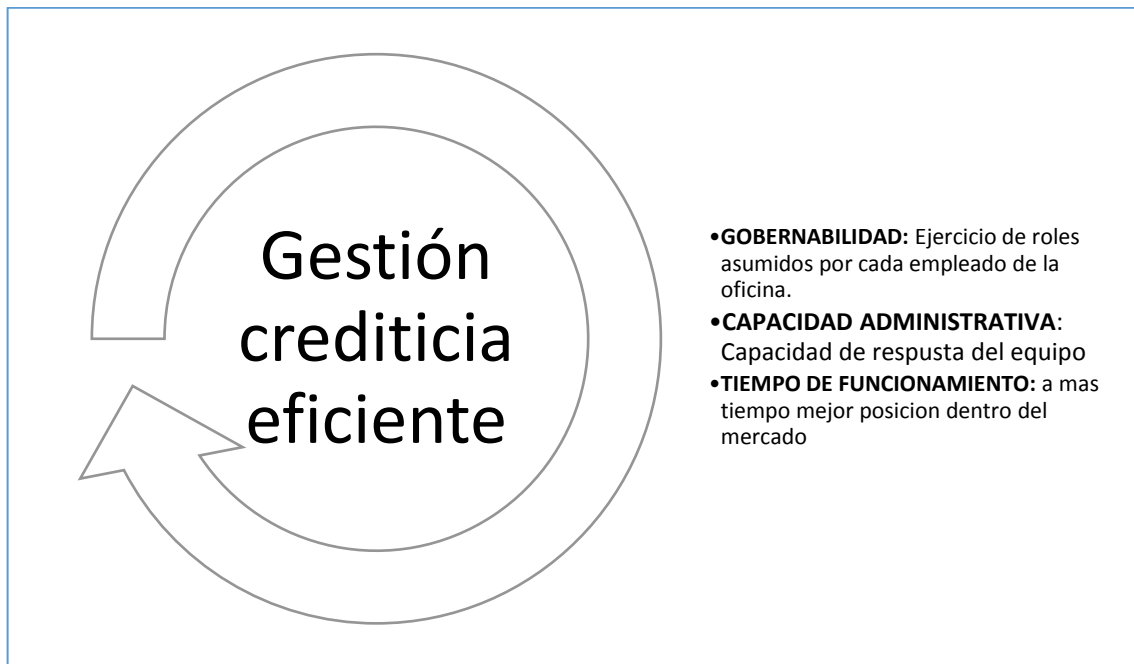 Gestión
crediticia
eficiente
•GOBERNABILIDAD: Ejercicio de roles
asumidos por cada empleado de la
oficina.
•CAPACIDAD ADMINISTRATIVA:
Capacidad de respusta del equipo
•TIEMPO DE FUNCIONAMIENTO: a mas
tiempo mejor posicion dentro del
mercado